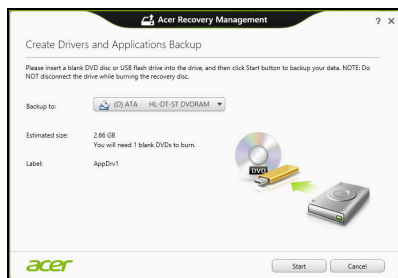 Acer Recovery Management
? ×
Create Drivers and Applications Backup
Please insert a blank DVD disc or USB flash drive into the drive, and then click Start button to backup your data. NOTE: Do
NOT disconnect the drive while burning the recovery disc.
Backup to: (D) ATA HL-DT-ST DVDRAM
Estimated size: 2.66 GB
You will need 1 blank DVDs to burn.
Label: AppDrv1
DVD
acer Start Cancel